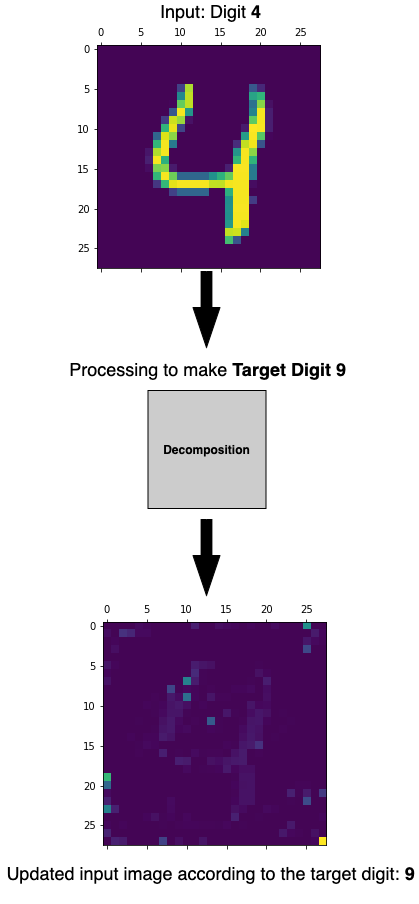 Input: Digit 4
0 5 10 15 20 25
0
5
10
15
20
25
Processing to make Target Digit 9
Decomposition
0 5 10 15 20 25
0
5
10
15
20
25
Updated input image according to the target digit: 9